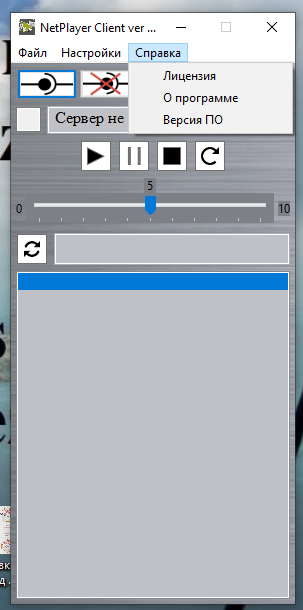 NetPlayer Client ver ...
Файл Настройки Справка
Лицензия
О программе
Версия ПО
Сервер не
5
0
10